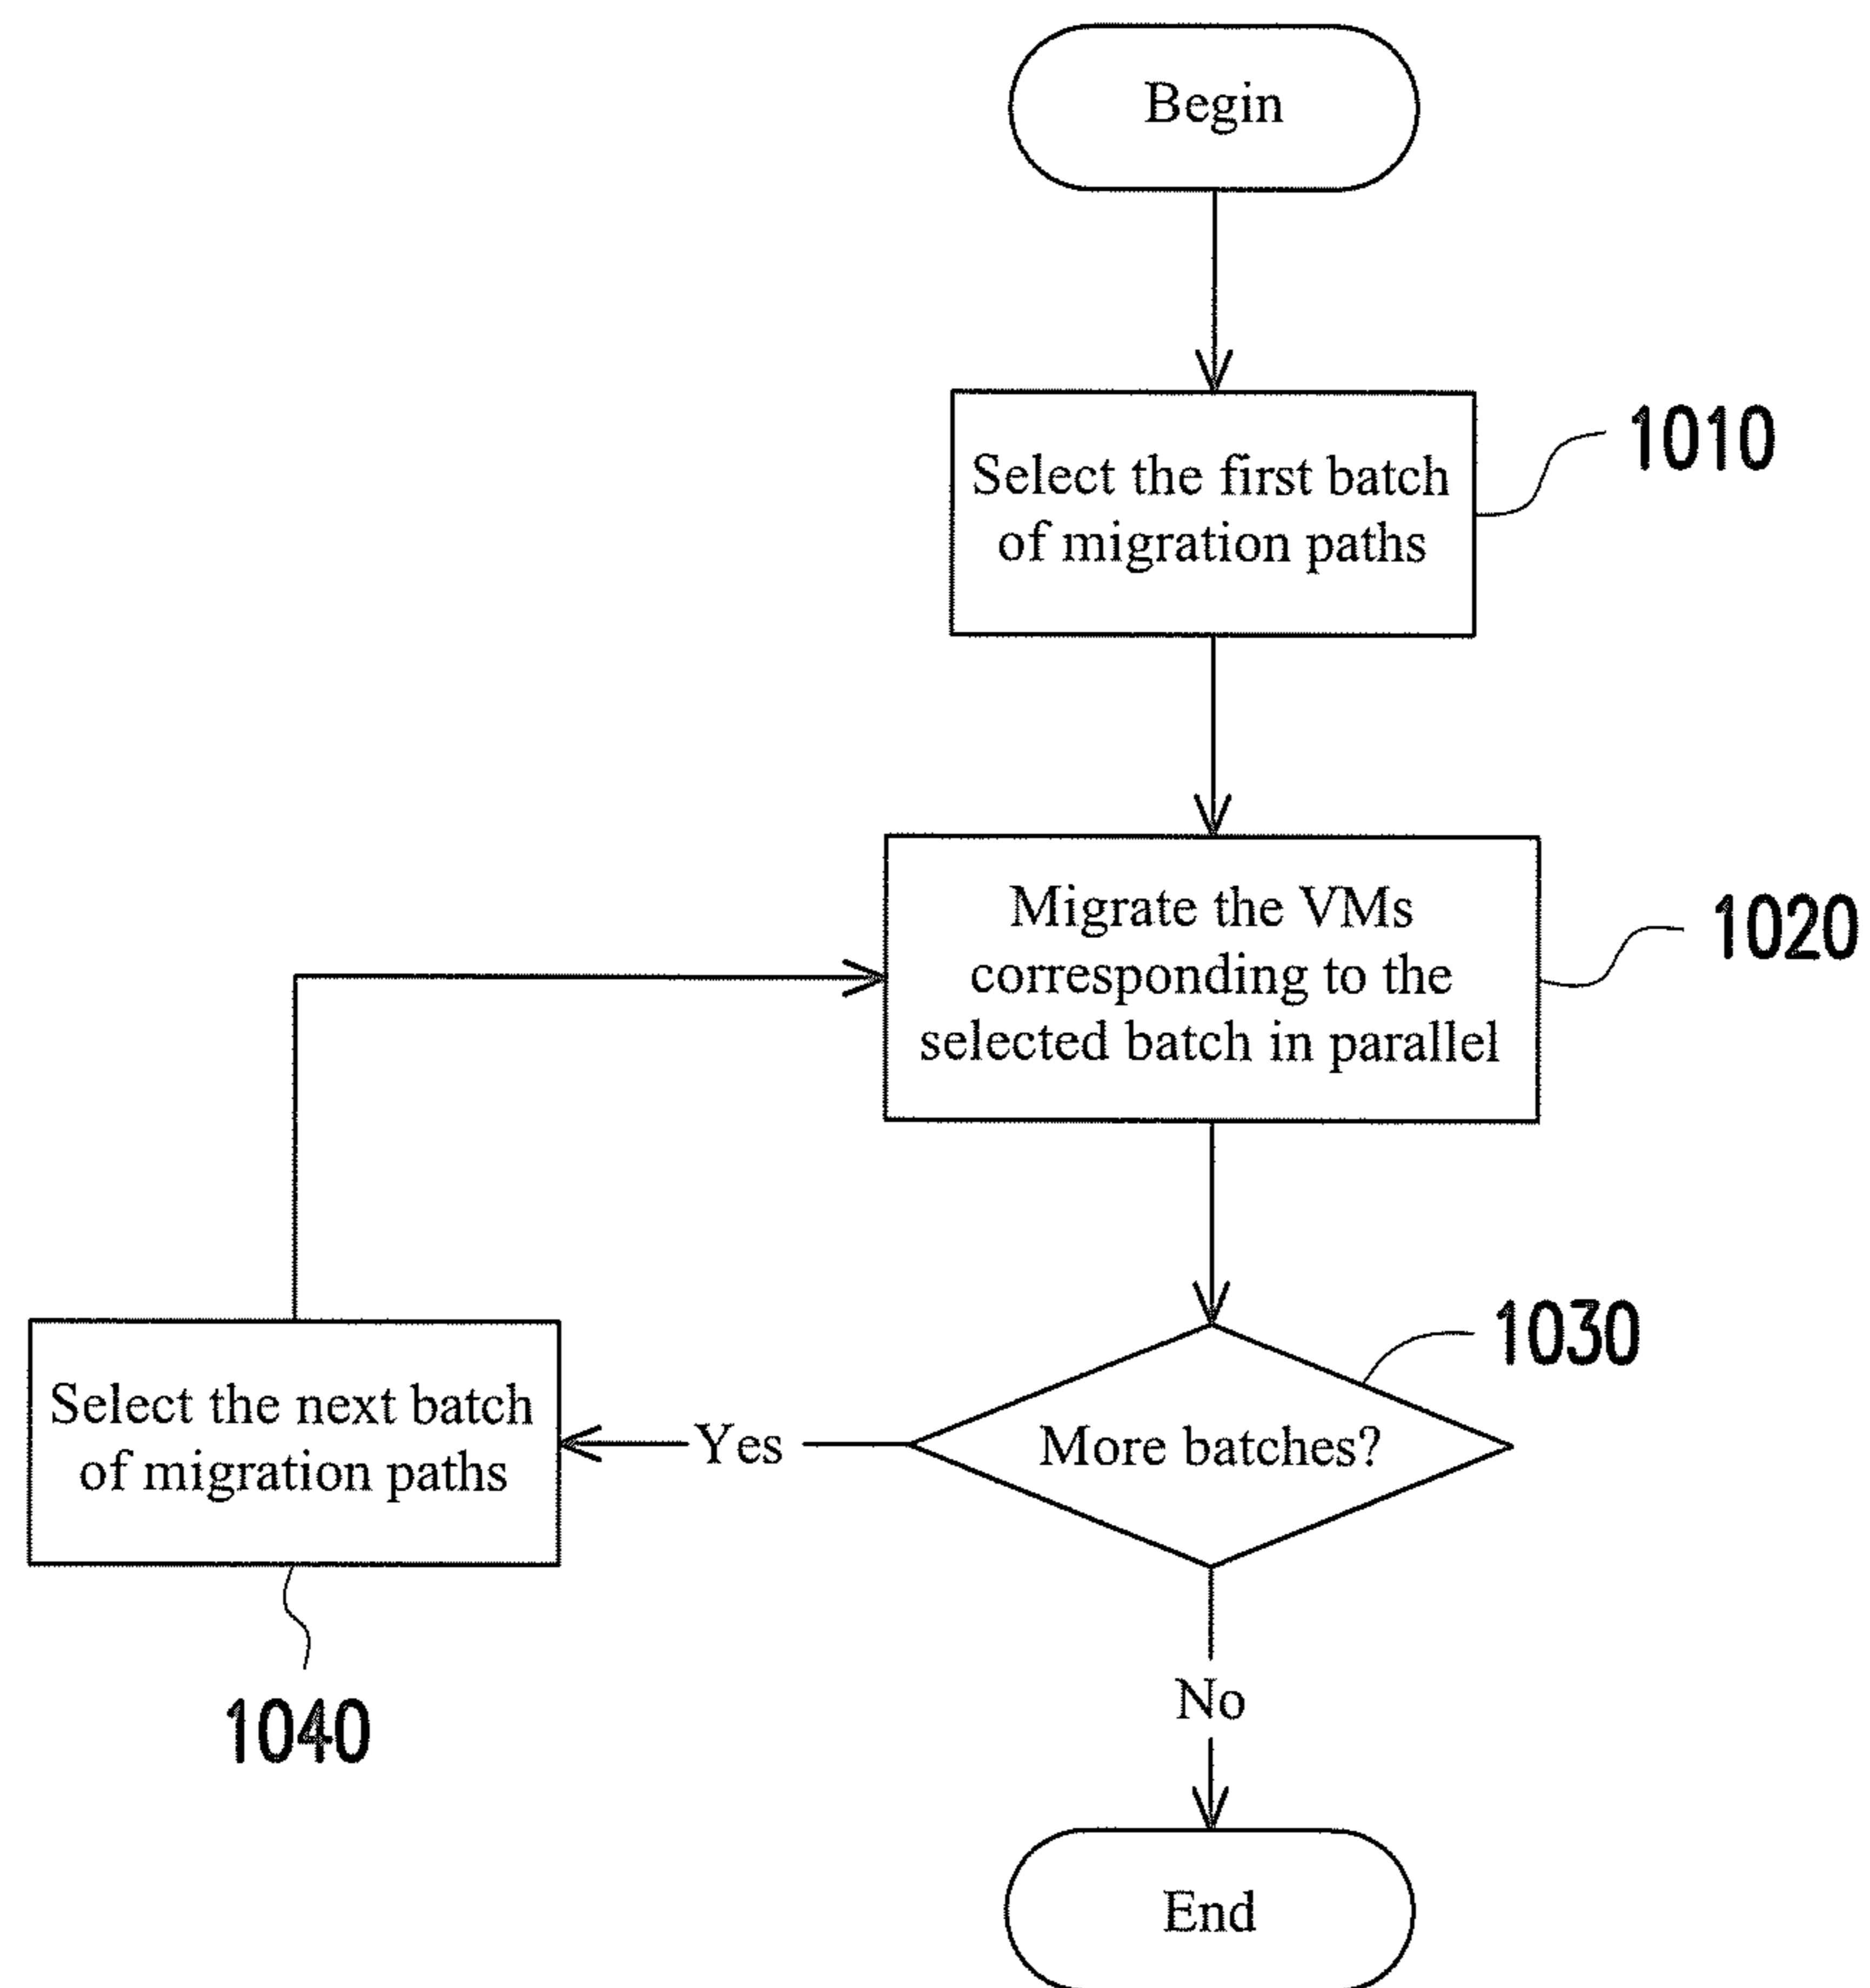 Begin
Select the first batch
of migration paths
1010
Migrate the VMs
corresponding to the
selected batch in parallel
1020
More batches?
1030
Yes
Select the next batch
of migration paths
1040
No
End